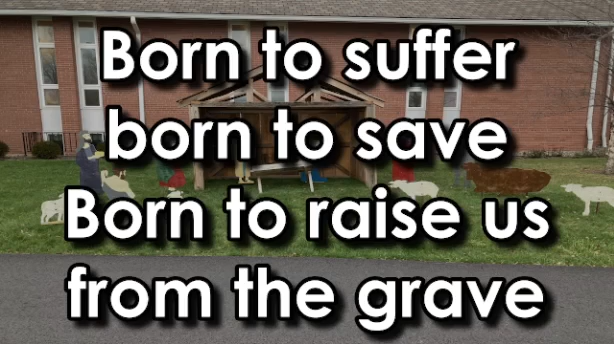 Born to suffer
born to save
Born to raise us
from the grave